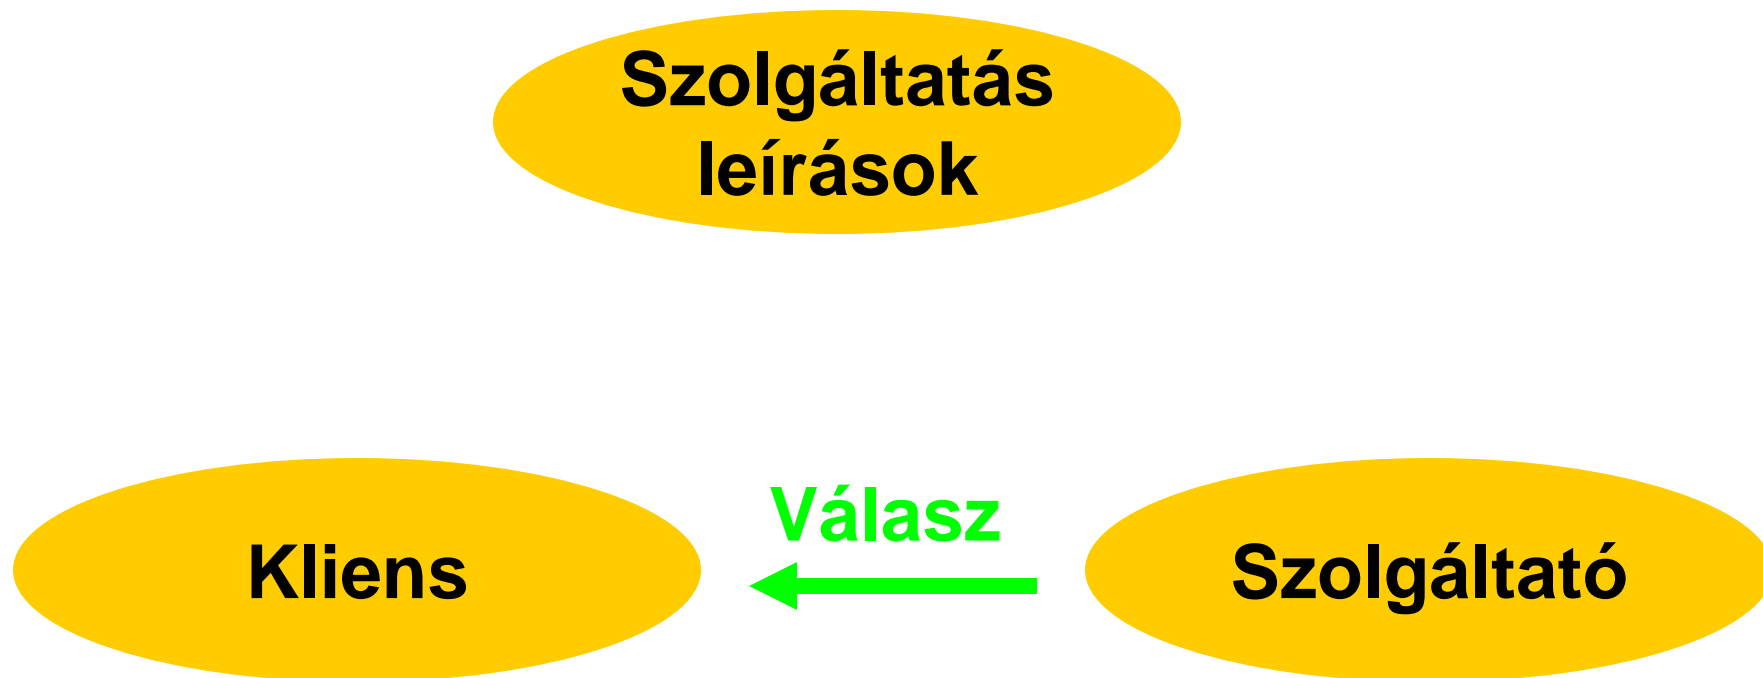 Szolgáltatás
leírások
Válasz
Kliens
Szolgáltató